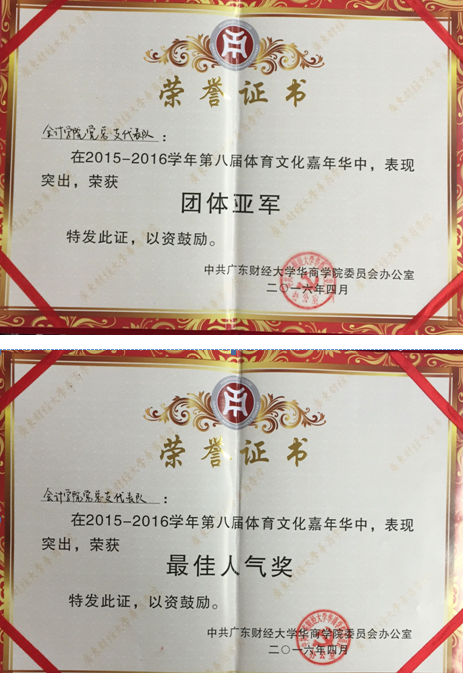 荣誉证书
会计学院党总支代表队：
在2015-2016学年第八届体育文化嘉年华中，表现
突出，荣获
团体亚军
特发此证，以资鼓励。
中共广东财经大学华商学院委员会办公室
二〇一六年四月
荣誉证书
会计学院党总支代表队：
在2015-2016学年第八届体育文化嘉年华中，表现
突出，荣获
最佳人气奖
特发此证，以资鼓励。
中共广东财经大学华商学院委员会办公室
二〇一六年四月